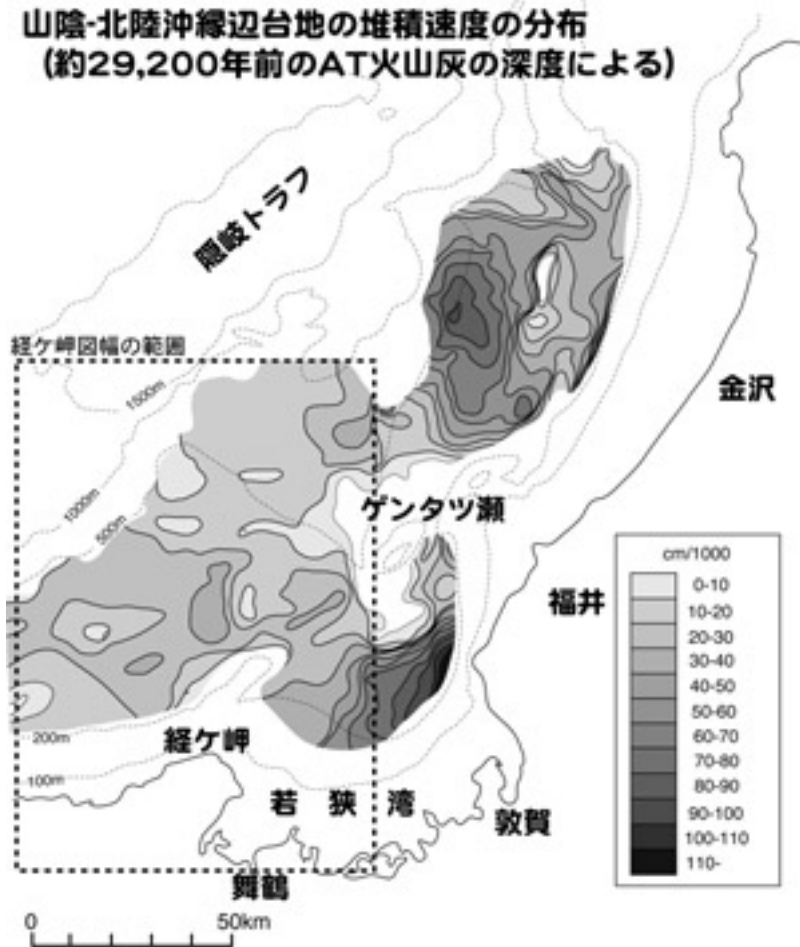 山陰-北陸沖縁辺台地の堆積速度の分布
(約29,200年前のAT火山灰の深度による)
隠岐トラフ
経ケ岬図幅の範囲
1500m
金沢
1000m
500m
ゲンタツ瀬
福井
cm/1000
0-10
10-20
20-30
30-40
40-50
50-60
60-70
70-80
80-90
90-100
100-110
110-
200m
経ケ岬
100m
若狭湾
敦賀
舞鶴
0 50km